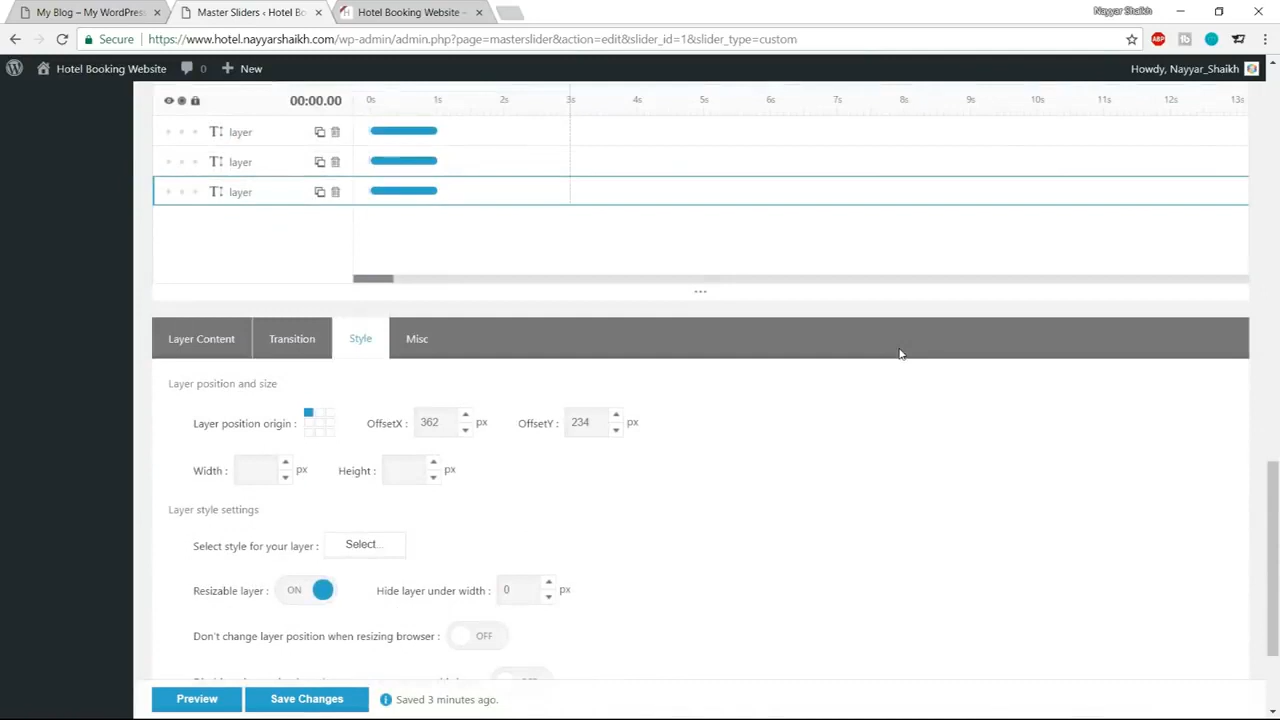 My Blog – My WordPress
Master Sliders ‹ Hotel Bo
Hotel Booking Website –
Nayyar Shaikh
Secure
https://www.hotel.nayyarshaikh.com/wp-admin/admin.php?page=masterslider&action=edit&slider_id=1&slider_type=custom
ABP
Hotel Booking Website
0
New
Howdy, Nayyar_Shaikh
00:00.00
0s 1s 2s 3s 4s 5s 6s 7s 8s 9s 10s 11s 12s 13s
layer
layer
layer
Layer Content
Transition
Style
Misc
Layer position and size
Layer position origin :
OffsetX : 362 px
OffsetY : 234 px
Width : px
Height : px
Layer style settings
Select style for your layer :
Select...
Resizable layer : ON
Hide layer under width : 0 px
Don't change layer position when resizing browser : OFF
Preview
Save Changes
Saved 3 minutes ago.